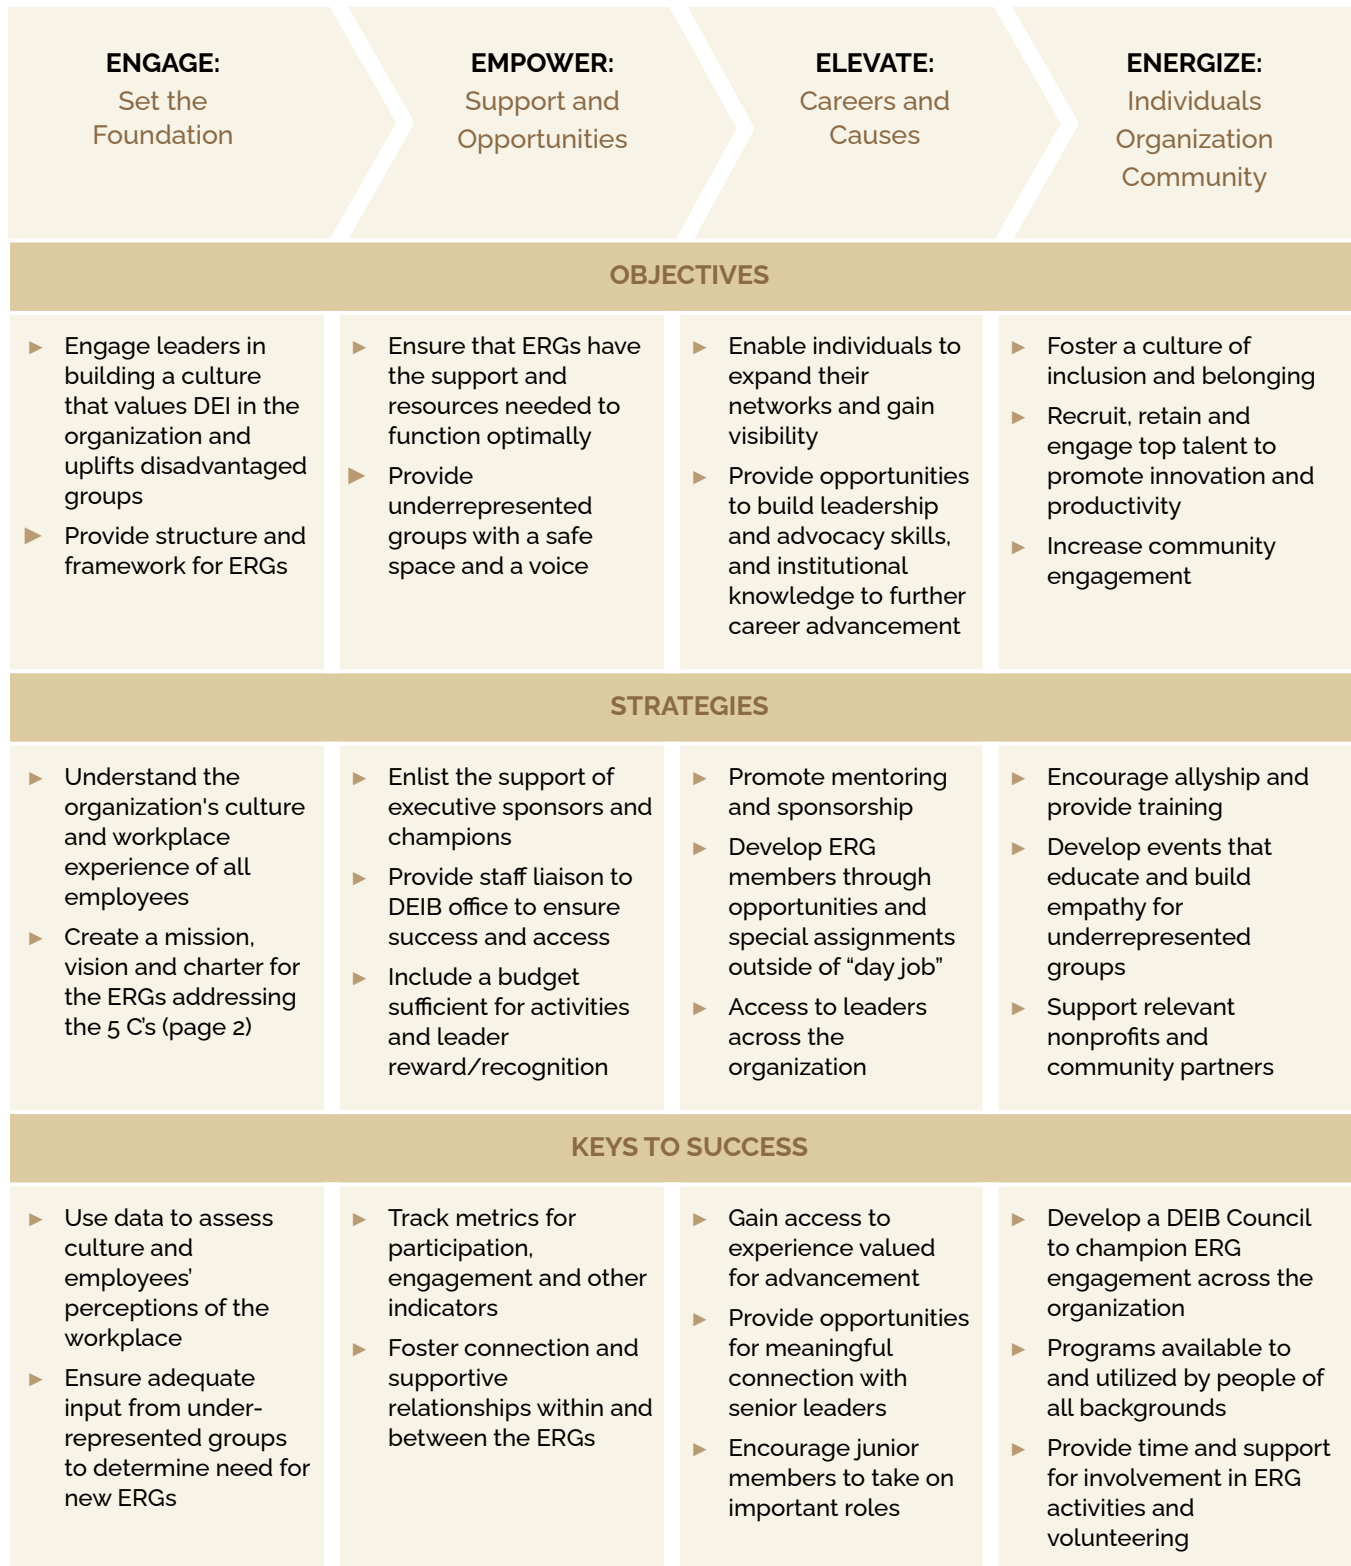 ENGAGE:
Set the
Foundation
EMPOWER:
Support and
Opportunities
ELEVATE:
Careers and
Causes
ENERGIZE:
Individuals
Organization
Community
OBJECTIVES
► Engage leaders in
building a culture
that values DEI in the
organization and
uplifts disadvantaged
groups
► Provide structure and
framework for ERGs
► Ensure that ERGs have
the support and
resources needed to
function optimally
► Provide
underrepresented
groups with a safe
space and a voice
► Enable individuals to
expand their
networks and gain
visibility
► Provide opportunities
to build leadership
and advocacy skills,
and institutional
knowledge to further
career advancement
► Foster a culture of
inclusion and belonging
► Recruit, retain and
engage top talent to
promote innovation and
productivity
► Increase community
engagement
STRATEGIES
► Understand the
organization's culture
and workplace
experience of all
employees
► Create a mission,
vision and charter for
the ERGs addressing
the 5 C’s (page 2)
► Enlist the support of
executive sponsors and
champions
► Provide staff liaison to
DEIB office to ensure
success and access
► Include a budget
sufficient for activities
and leader
reward/recognition
► Promote mentoring
and sponsorship
► Develop ERG
members through
opportunities and
special assignments
outside of “day job”
► Access to leaders
across the
organization
► Encourage allyship and
provide training
► Develop events that
educate and build
empathy for
underrepresented
groups
► Support relevant
nonprofits and
community partners
KEYS TO SUCCESS
► Use data to assess
culture and
employees’
perceptions of the
workplace
► Ensure adequate
input from under-
represented groups
to determine need for
new ERGs
► Track metrics for
participation,
engagement and other
indicators
► Foster connection and
supportive
relationships within and
between the ERGs
► Gain access to
experience valued
for advancement
► Provide opportunities
for meaningful
connection with
senior leaders
► Encourage junior
members to take on
important roles
► Develop a DEIB Council
to champion ERG
engagement across the
organization
► Programs available to
and utilized by people of
all backgrounds
► Provide time and support
for involvement in ERG
activities and
volunteering